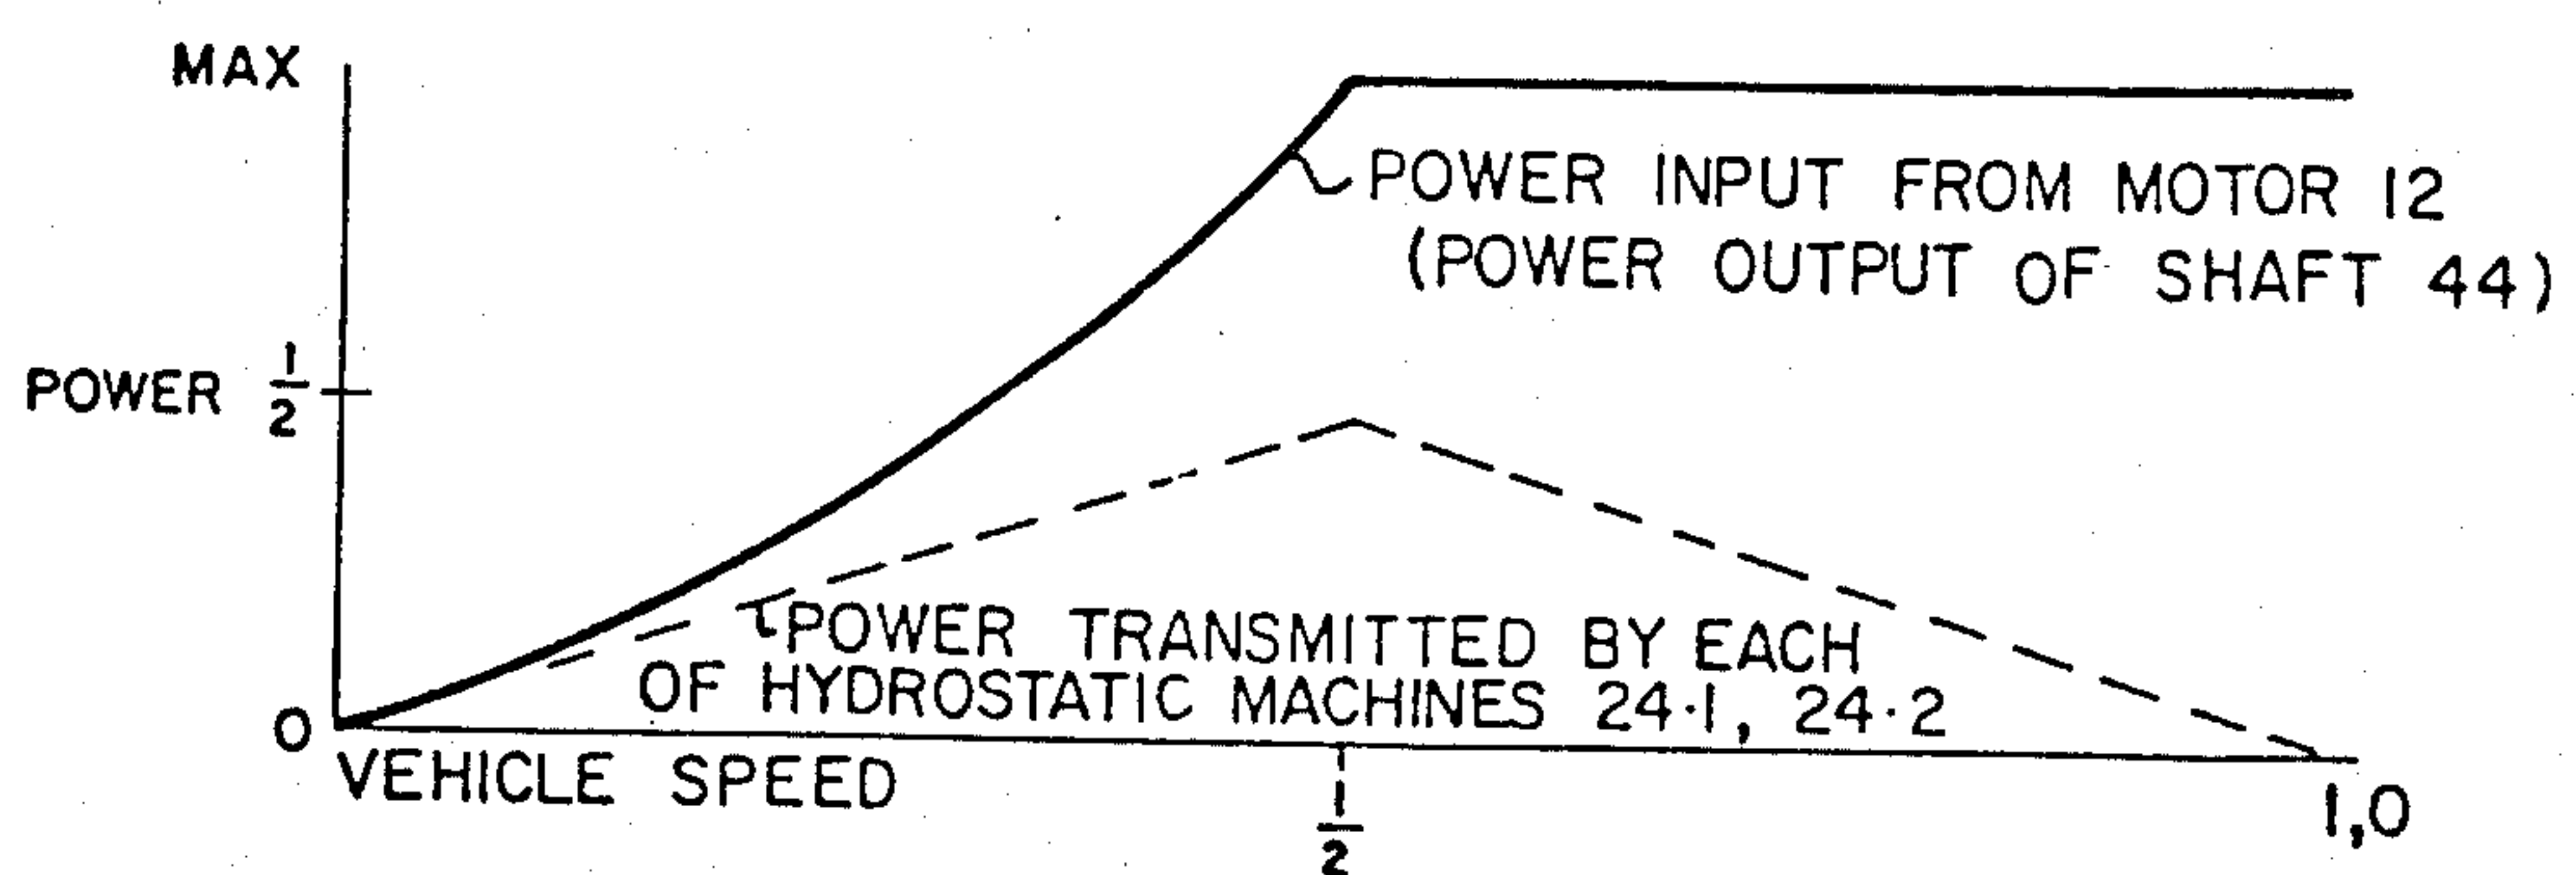 MAX
POWER INPUT FROM MOTOR 12
(POWER OUTPUT OF SHAFT 44)
POWER 1/2
POWER TRANSMITTED BY EACH
OF HYDROSTATIC MACHINES 24·1, 24·2
0
VEHICLE SPEED
1/2
1,0